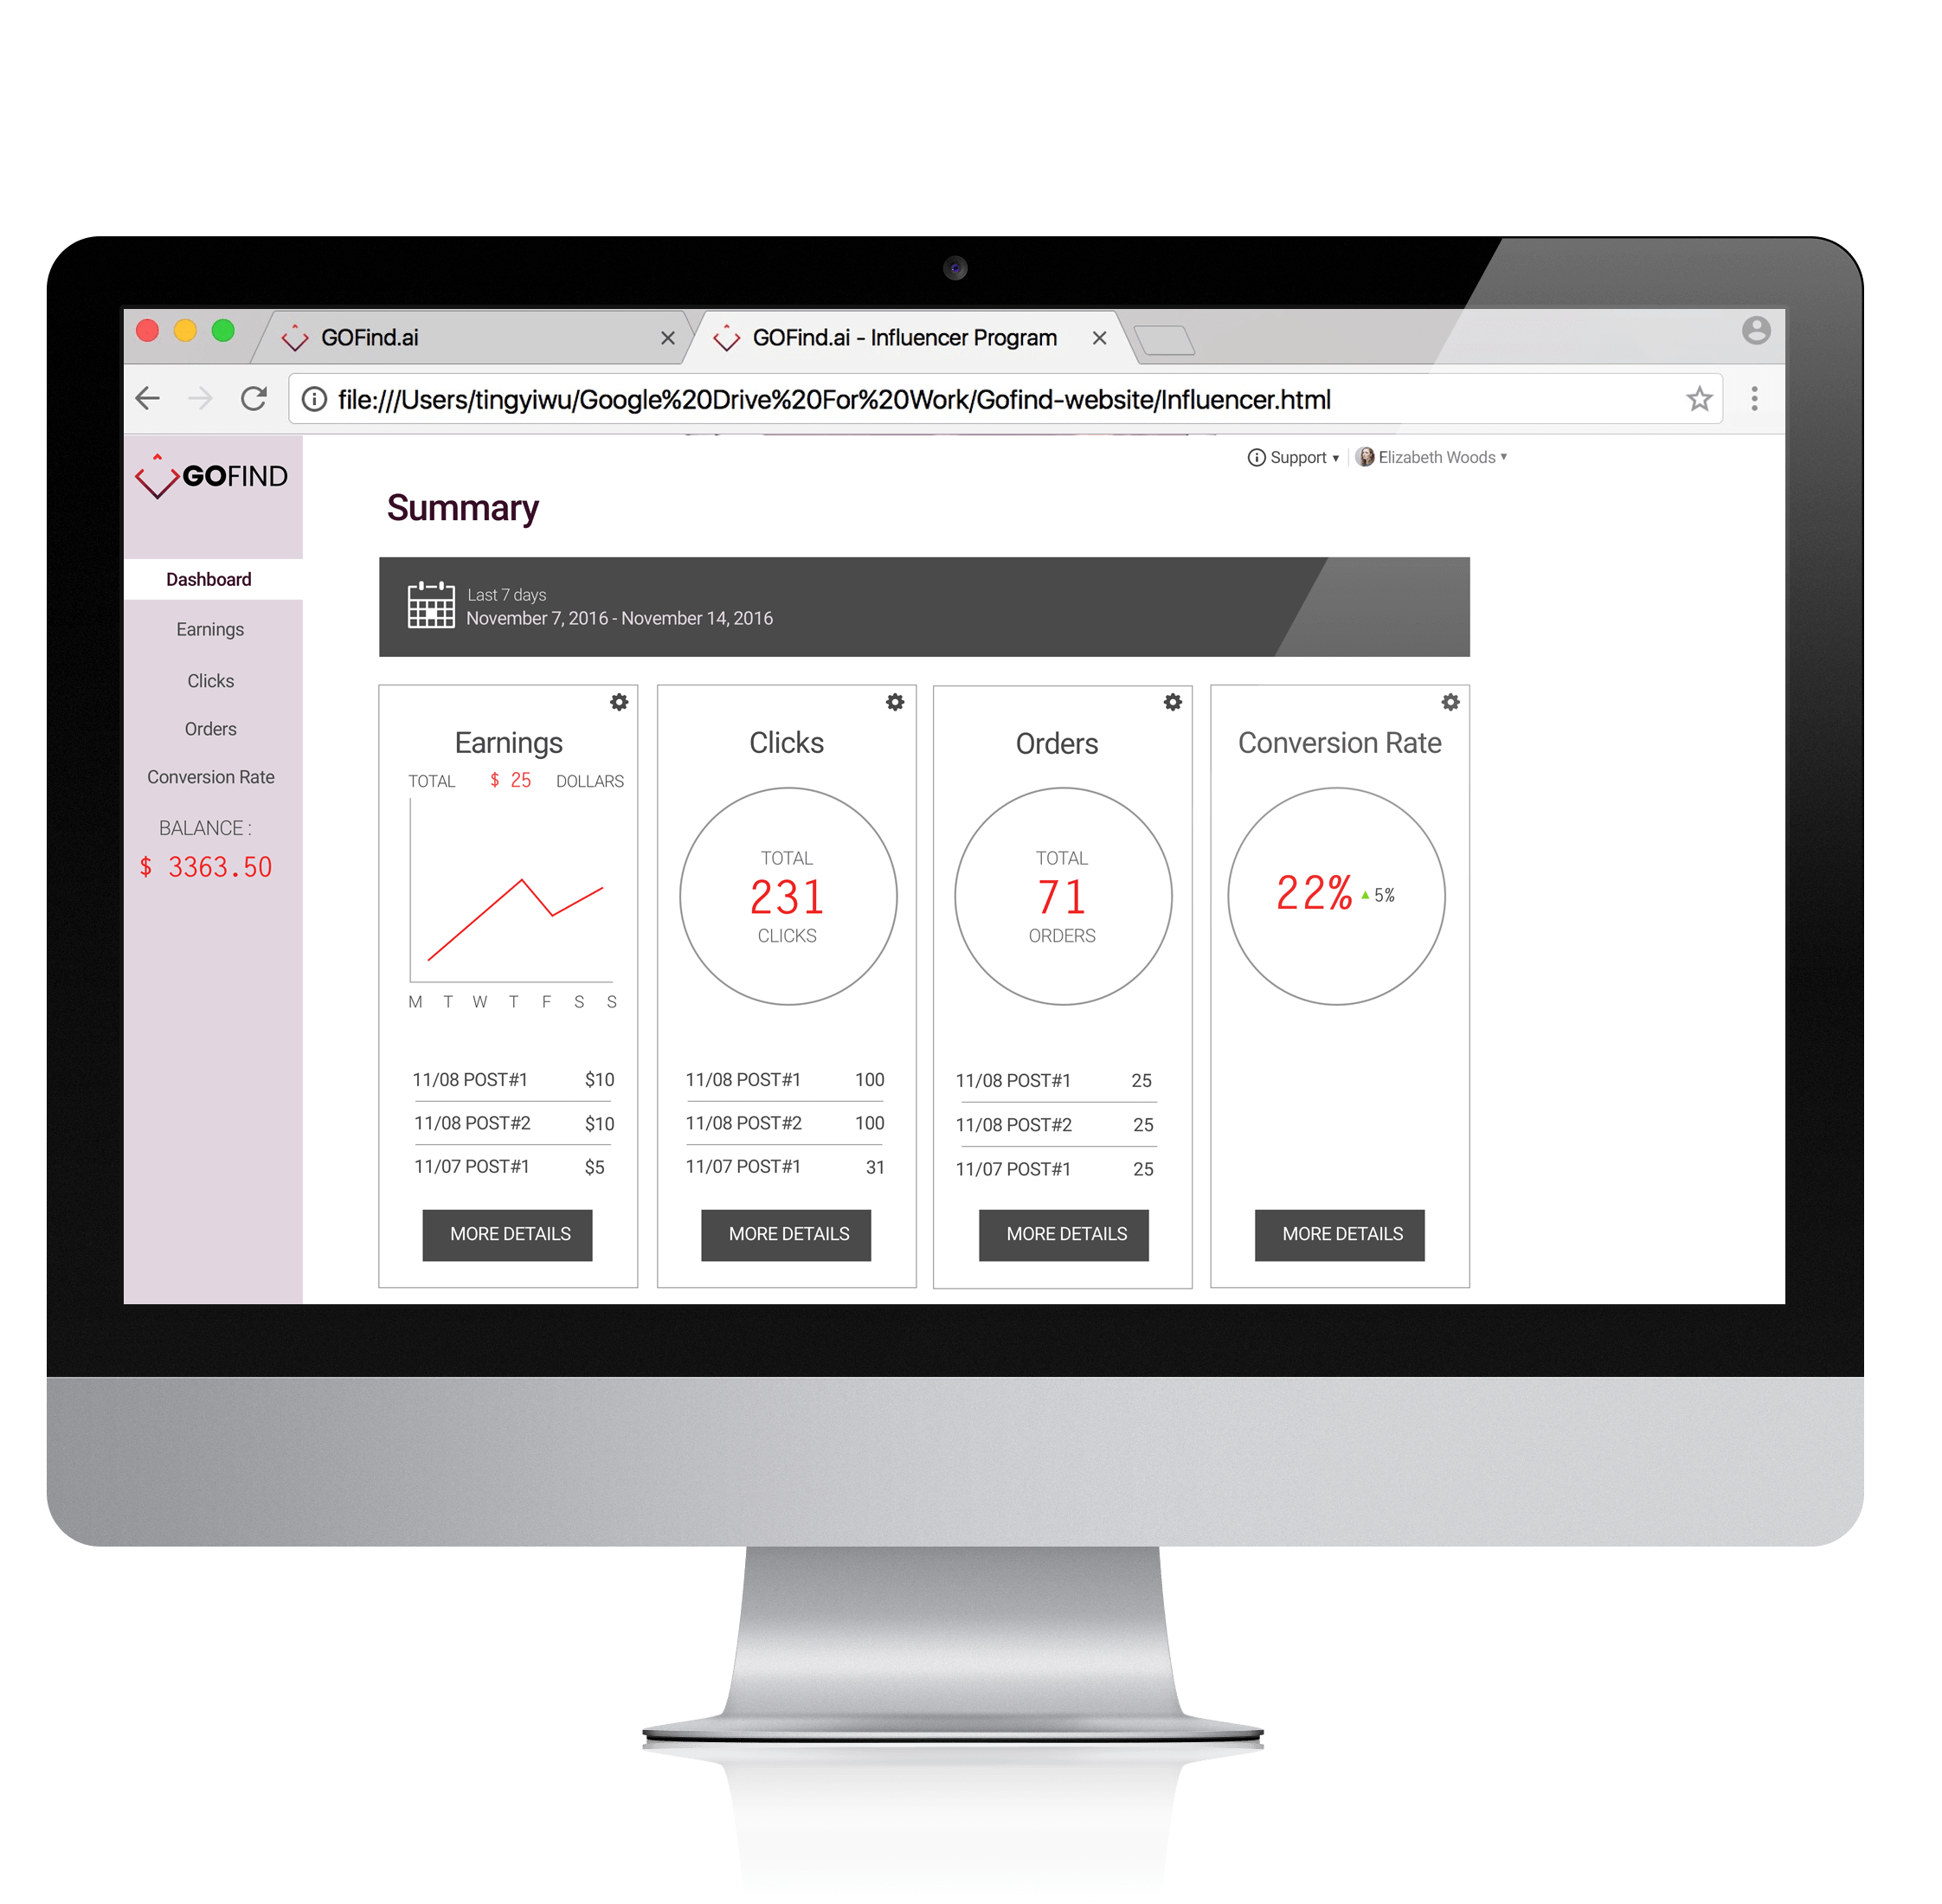 GOFind.ai
GOFind.ai - Influencer Program
file:///Users/tingyiwu/Google%20Drive%20For%20Work/Gofind-website/Influencer.html
GOFIND
Support
Elizabeth Woods
Summary
Dashboard
Earnings
Clicks
Orders
Conversion Rate
BALANCE :
$ 3363.50
Last 7 days
November 7, 2016 - November 14, 2016
Earnings
TOTAL $ 25 DOLLARS
M T W T F S S
11/08 POST#1 $10
11/08 POST#2 $10
11/07 POST#1 $5
MORE DETAILS
Clicks
TOTAL
231
CLICKS
11/08 POST#1 100
11/08 POST#2 100
11/07 POST#1 31
MORE DETAILS
Orders
TOTAL
71
ORDERS
11/08 POST#1 25
11/08 POST#2 25
11/07 POST#1 25
MORE DETAILS
Conversion Rate
22% 5%
MORE DETAILS